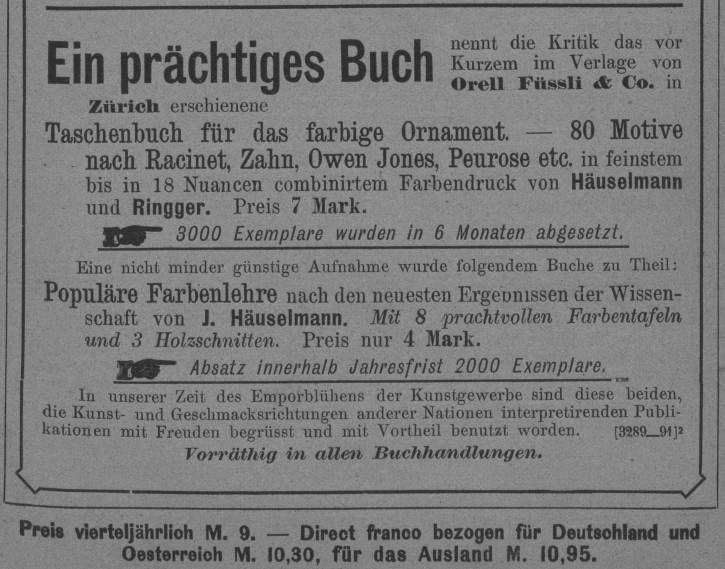 Ein prächtiges Buch nennt die Kritik das vor
Kurzem im Verlage von
Orell Füssli & Co. in
Zürich erschienene
Taschenbuch für das farbige Ornament. — 80 Motive
nach Racinet, Zahn, Owen Jones, Peurose etc. in feinstem
bis in 18 Nuancen combinirtem Farbendruck von Häuselmann
und Ringger. Preis 7 Mark.
3000 Exemplare wurden in 6 Monaten abgesetzt.
Eine nicht minder günstige Aufnahme wurde folgendem Buche zu Theil:
Populäre Farbenlehre nach den neuesten Ergebnissen der Wissen-
schaft von J. Häuselmann. Mit 8 prachtvollen Farbentafeln
und 3 Holzschnitten. Preis nur 4 Mark.
Absatz innerhalb Jahresfrist 2000 Exemplare.
In unserer Zeit des Emporblühens der Kunstgewerbe sind diese beiden,
die Kunst- und Geschmacksrichtungen anderer Nationen interpretirenden Publi-
kationen mit Freuden begrüsst und mit Vortheil benutzt worden. [3289—91]²
Vorräthig in allen Buchhandlungen.
Preis vierteljährlich M. 9. — Direct franco bezogen für Deutschland und
Oesterreich M. 10,30, für das Ausland M. 10,95.